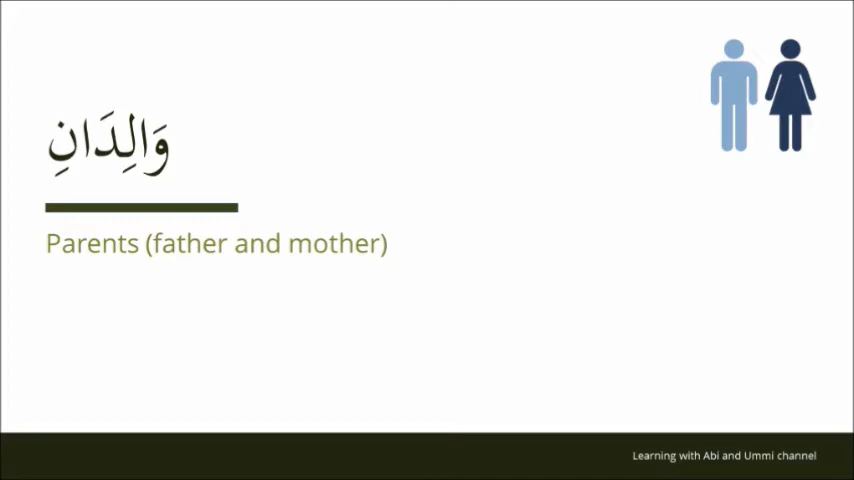 وَالِدَانِ
Parents (father and mother)
Learning with Abi and Ummi channel